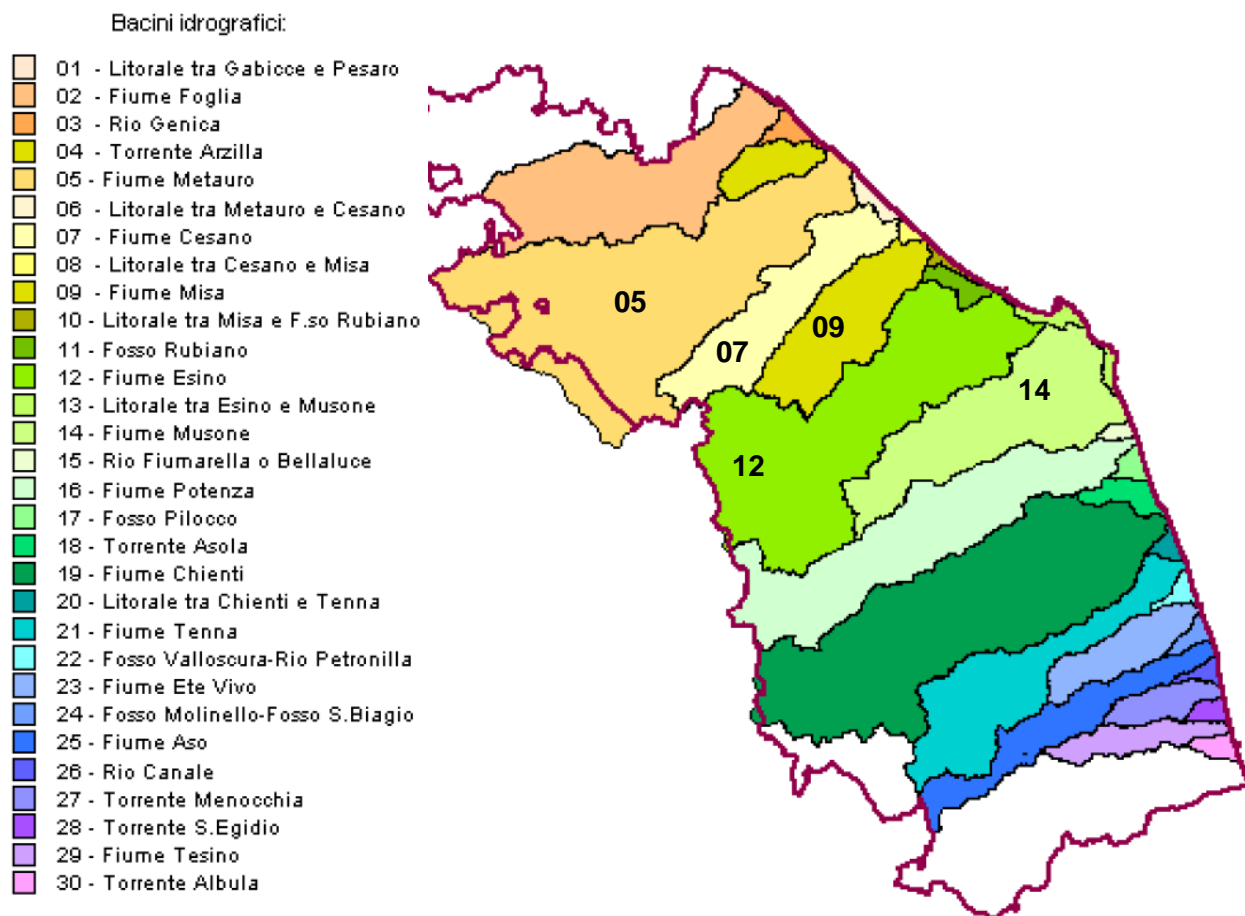 Bacini idrografici:
01 - Litorale tra Gabicce e Pesaro
02 - Fiume Foglia
03 - Rio Genica
04 - Torrente Arzilla
05 - Fiume Metauro
06 - Litorale tra Metauro e Cesano
07 - Fiume Cesano
08 - Litorale tra Cesano e Misa
09 - Fiume Misa
10 - Litorale tra Misa e F.so Rubiano
11 - Fosso Rubiano
12 - Fiume Esino
13 - Litorale tra Esino e Musone
14 - Fiume Musone
15 - Rio Fiumarella o Bellaluce
16 - Fiume Potenza
17 - Fosso Pilocco
18 - Torrente Asola
19 - Fiume Chienti
20 - Litorale tra Chienti e Tenna
21 - Fiume Tenna
22 - Fosso Valloscura-Rio Petronilla
23 - Fiume Ete Vivo
24 - Fosso Molinello-Fosso S.Biagio
25 - Fiume Aso
26 - Rio Canale
27 - Torrente Menocchia
28 - Torrente S.Egidio
29 - Fiume Tesino
30 - Torrente Albula
05
09
07
14
12